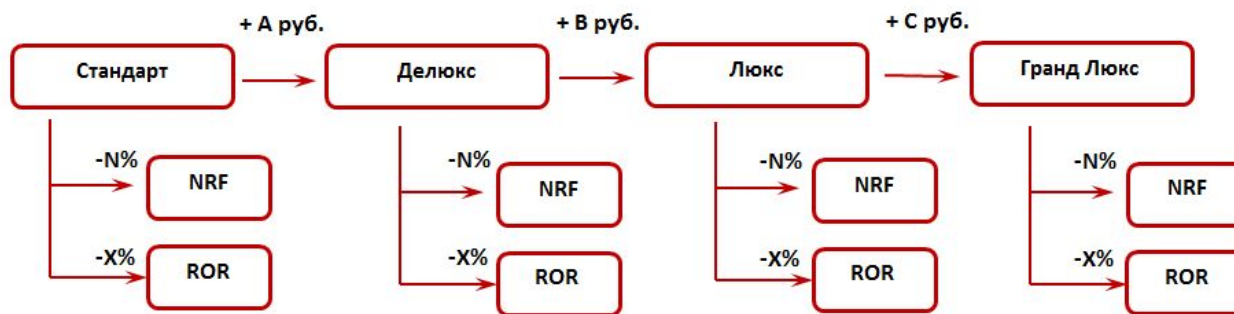 + A руб.
+ B руб.
+ C руб.
Стандарт
Делюкс
Люкс
Гранд Люкс
-N%
NRF
-N%
NRF
-N%
NRF
-N%
NRF
-X%
ROR
-X%
ROR
-X%
ROR
-X%
ROR